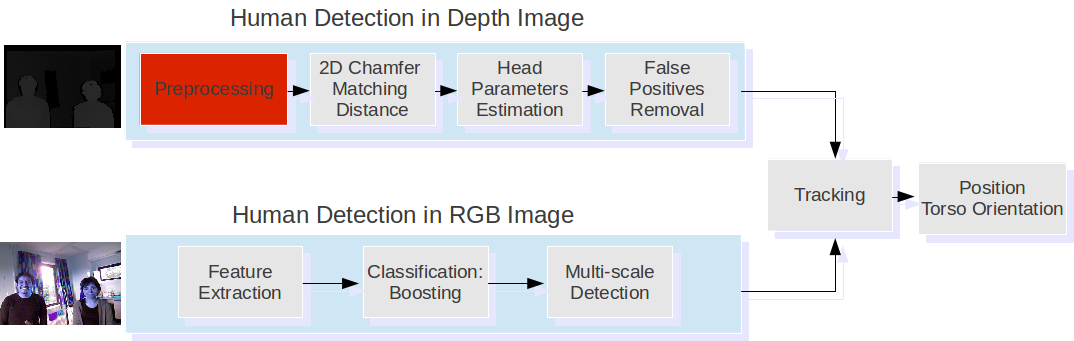 Human Detection in Depth Image
Preprocessing
2D Chamfer
Matching
Distance
Head
Parameters
Estimation
False
Positives
Removal
Tracking
Position
Torso Orientation
Human Detection in RGB Image
Feature
Extraction
Classification:
Boosting
Multi-scale
Detection